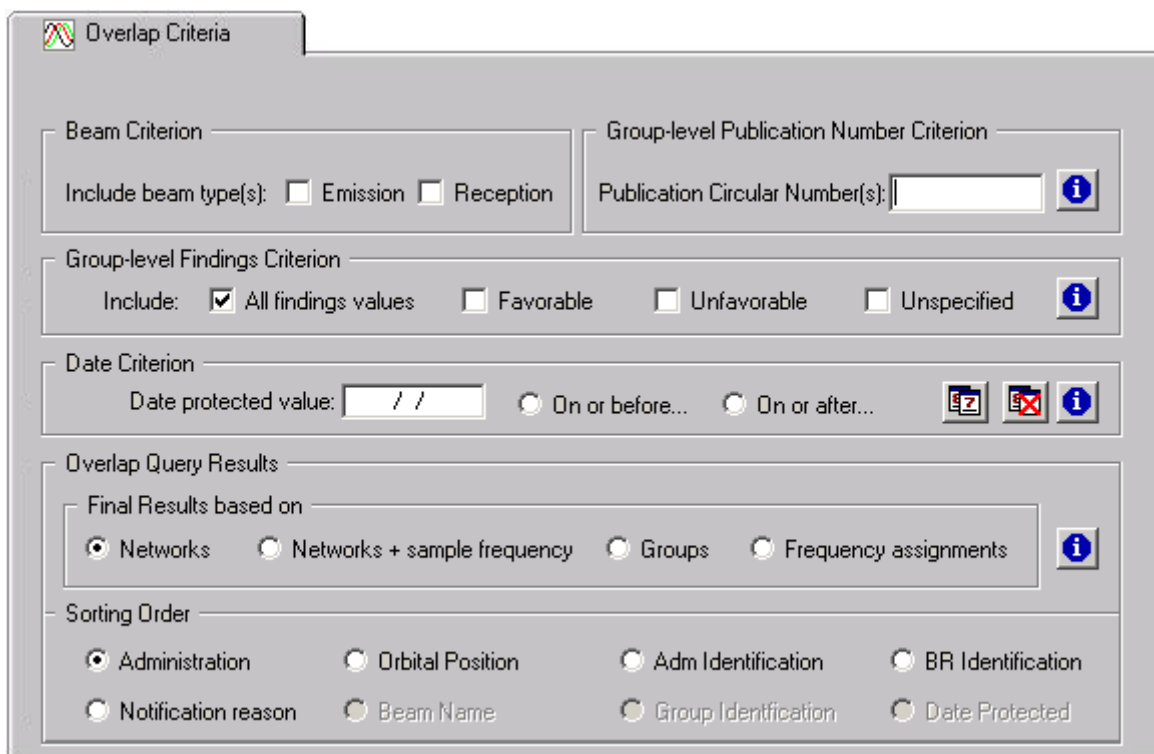 Overlap Criteria
Beam Criterion
Include beam type(s): Emission Reception
Group-level Publication Number Criterion
Publication Circular Number(s):
Group-level Findings Criterion
Include: All findings values Favorable Unfavorable Unspecified
Date Criterion
Date protected value: / / On or before... On or after...
Overlap Query Results
Final Results based on
Networks Networks + sample frequency Groups Frequency assignments
Sorting Order
Administration Orbital Position Adm Identification BR Identification
Notification reason Beam Name Group Identfication Date Protected